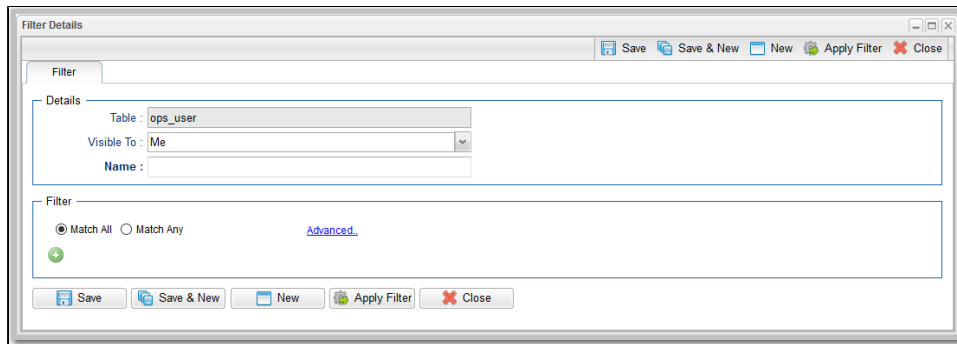 Filter Details
Save Save & New New Apply Filter Close
Filter
Details
Table : ops_user
Visible To : Me
Name :
Filter
Match All Match Any Advanced..
Save Save & New New Apply Filter Close